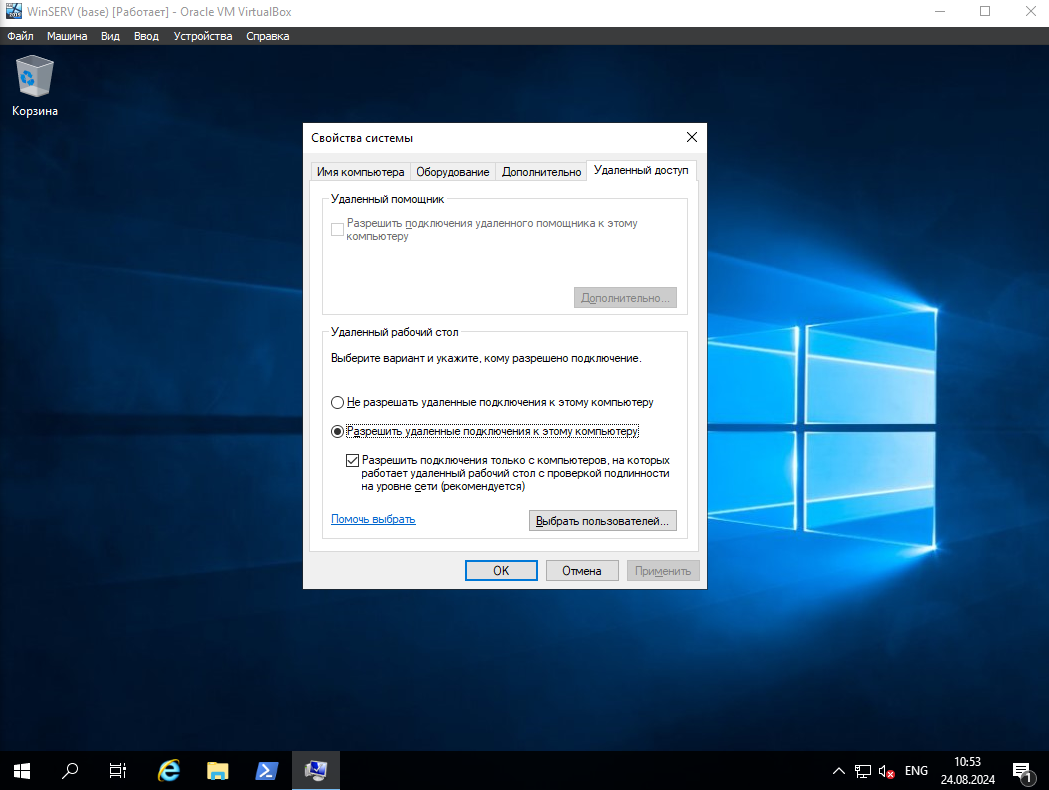 WinSERV (base) [Работает] - Oracle VM VirtualBox
Файл Машина Вид Ввод Устройства Справка
Корзина
Свойства системы
Имя компьютера Оборудование Дополнительно Удаленный доступ
Удаленный помощник
Разрешить подключения удаленного помощника к этому
компьютеру
Дополнительно...
Удаленный рабочий стол
Выберите вариант и укажите, кому разрешено подключение.
Не разрешать удаленные подключения к этому компьютеру
Разрешить удаленные подключения к этому компьютеру
Разрешить подключения только с компьютеров, на которых
работает удаленный рабочий стол с проверкой подлинности
на уровне сети (рекомендуется)
Помочь выбрать
Выбрать пользователей...
ОК Отмена Применить
ENG
10:53
24.08.2024
1